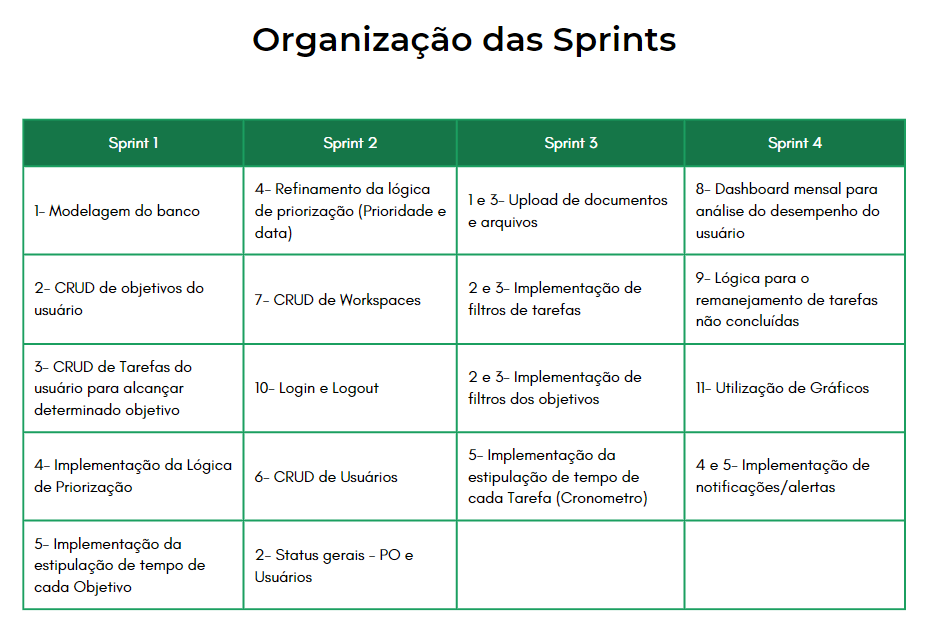 Organização das Sprints
Sprint 1
Sprint 2
Sprint 3
Sprint 4
1- Modelagem do banco
4- Refinamento da lógica
de priorização (Prioridade e
data)
1 e 3- Upload de documentos
e arquivos
8- Dashboard mensal para
análise do desempenho do
usuário
2- CRUD de objetivos do
usuário
7- CRUD de Workspaces
2 e 3- Implementação de
filtros de tarefas
9- Lógica para o
remanejamento de tarefas
não concluídas
3- CRUD de Tarefas do
usuário para alcançar
determinado objetivo
10- Login e Logout
2 e 3- Implementação de
filtros dos objetivos
11- Utilização de Gráficos
4- Implementação da Lógica
de Priorização
6- CRUD de Usuários
5- Implementação da
estipulação de tempo de
cada Tarefa (Cronometro)
4 e 5- Implementação de
notificações/alertas
5- Implementação da
estipulação de tempo de
cada Objetivo
2- Status gerais - PO e
Usuários